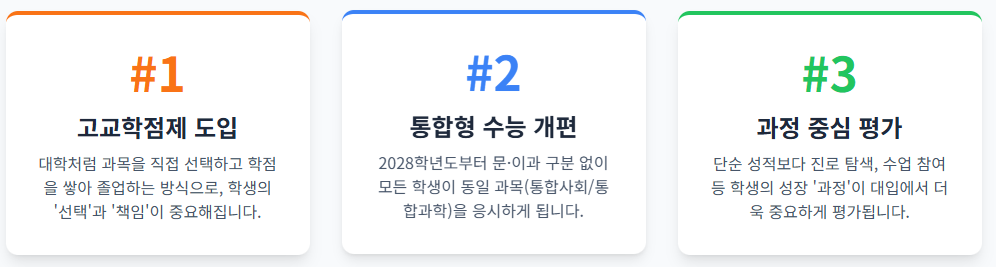 #1
고교학점제 도입
대학처럼 과목을 직접 선택하고 학점
을 쌓아 졸업하는 방식으로, 학생의
'선택'과 '책임'이 중요해집니다.
#2
통합형 수능 개편
2028학년도부터 문·이과 구분 없이
모든 학생이 동일 과목(통합사회/통
합과학)을 응시하게 됩니다.
#3
과정 중심 평가
단순 성적보다 진로 탐색, 수업 참여
등 학생의 성장 '과정'이 대입에서 더
욱 중요하게 평가됩니다.